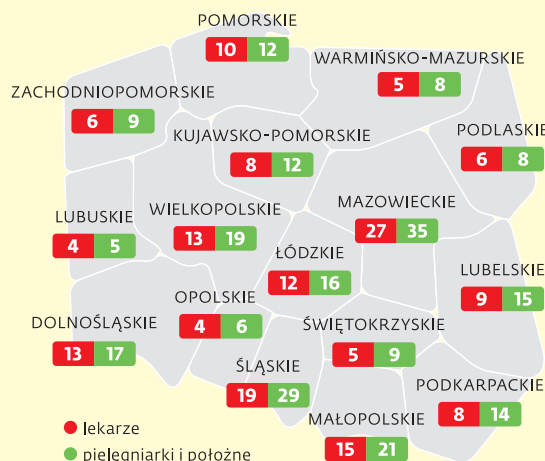 POMORSKIE
10 12
WARMIŃSKO-MAZURSKIE
5 8
ZACHODNIOPOMORSKIE
6 9
KUJAWSKO-POMORSKIE
8 12
PODLASKIE
6 8
MAZOWIECKIE
27 35
WIELKOPOLSKIE
13 19
LUBUSKIE
4 5
ŁÓDZKIE
12 16
LUBELSKIE
9 15
OPOLSKIE
4 6
DOLNOŚLĄSKIE
13 17
ŚWIĘTOKRZYSKIE
5 9
ŚLĄSKIE
19 29
PODKARPACKIE
8 14
MAŁOPOLSKIE
15 21
lekarze
pielęgniarki i położne